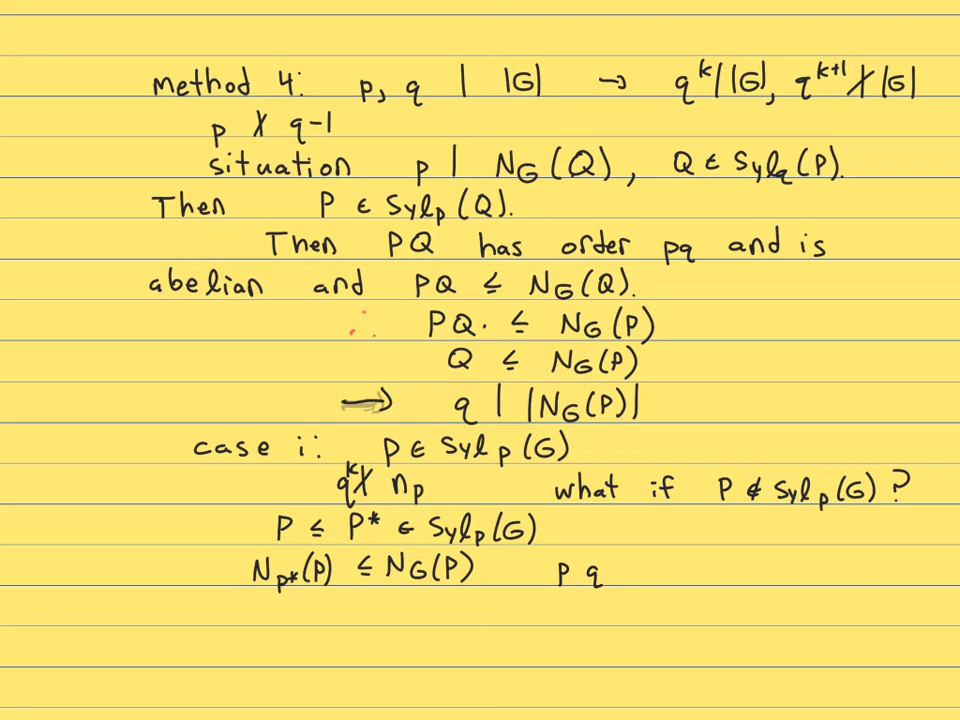 method 4: p, q | |G| → q^k | |G|, q^{k+1} ∤ |G|
p ∤ q-1
situation p | N_G(Q), Q ∈ Syl_q(P).
Then P ∈ Syl_p(Q).
Then PQ has order pq and is
abelian and PQ ≤ N_G(Q).
∴ PQ. ≤ N_G(P)
Q ≤ N_G(P)
→ q | |N_G(P)|
case i: P ∈ Syl_p(G)
q^k ∤ n_p what if P ∉ Syl_p(G)?
P ≤ P* ∈ Syl_p(G)
N_{P*}(P) ≤ N_G(P) p q